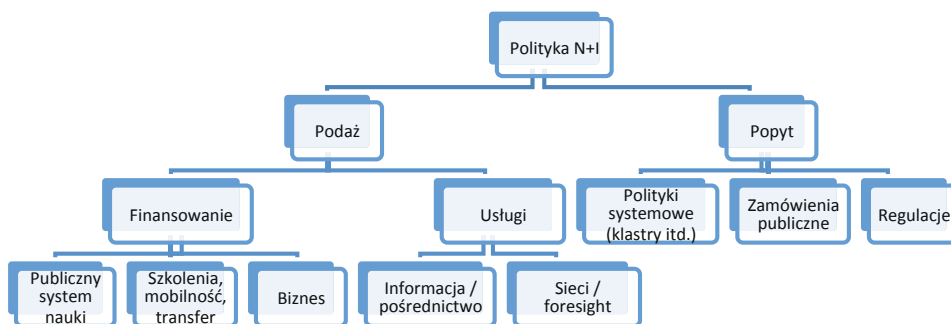 Polityka N+I
Podaż
Popyt
Finansowanie
Usługi
Polityki
systemowe
(klastry itd.)
Zamówienia
publiczne
Regulacje
Publiczny
system
nauki
Szkolenia,
mobilność,
transfer
Biznes
Informacja /
pośrednictwo
Sieci /
foresight